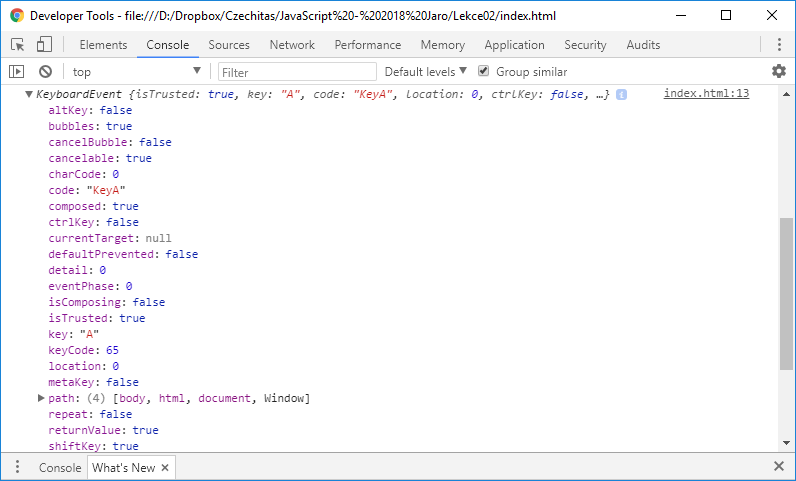 Developer Tools - file:///D:/Dropbox/Czechitas/JavaScript%20-%202018%20Jaro/Lekce02/index.html
Elements Console Sources Network Performance Memory Application Security Audits
top Filter Default levels Group similar
KeyboardEvent {isTrusted: true, key: "A", code: "KeyA", location: 0, ctrlKey: false, …} i index.html:13
altKey: false
bubbles: true
cancelBubble: false
cancelable: true
charCode: 0
code: "KeyA"
composed: true
ctrlKey: false
currentTarget: null
defaultPrevented: false
detail: 0
eventPhase: 0
isComposing: false
isTrusted: true
key: "A"
keyCode: 65
location: 0
metaKey: false
path: (4) [body, html, document, Window]
repeat: false
returnValue: true
shiftKey: true
Console What's New